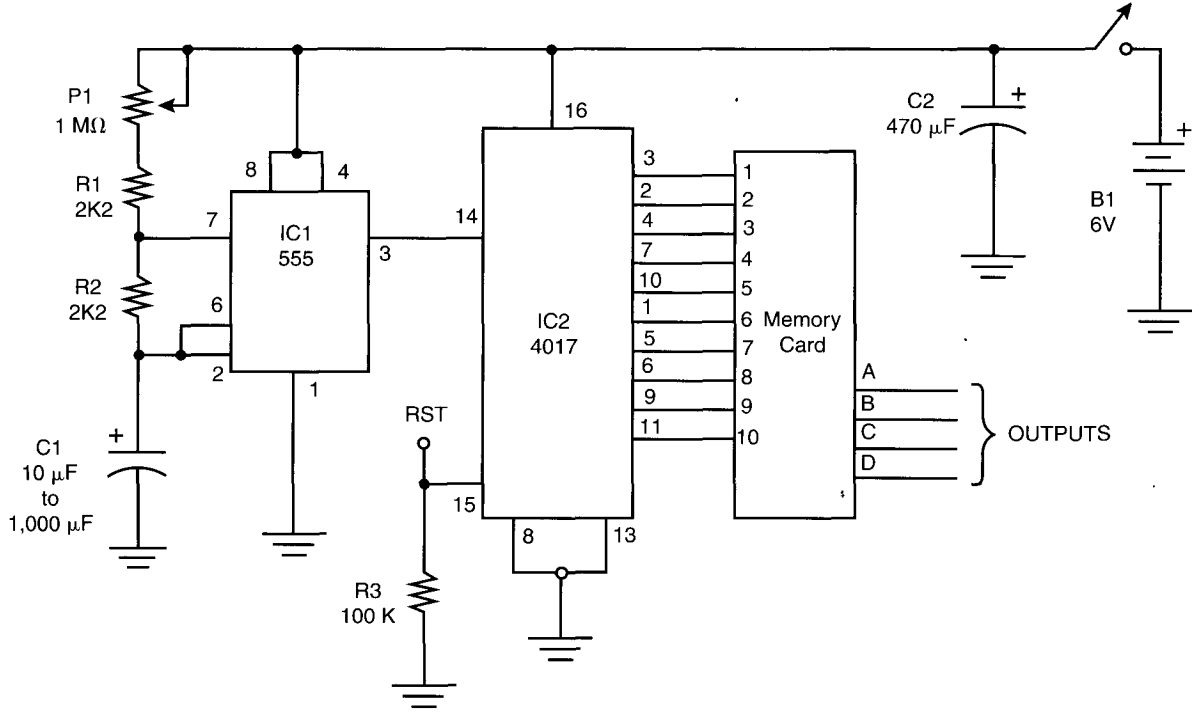 P1
1 MΩ
R1
2K2
R2
2K2
C1
+
10 µF
to
1,000 µF
8
4
7
IC1
555
3
6
2
1
16
14
IC2
4017
15
8
13
RST
R3
100 K
3
2
4
7
10
1
5
6
9
11
1
2
3
4
5
6
7
8
9
10
Memory
Card
A
B
C
D
OUTPUTS
C2
470 µF
+
B1
6V
+